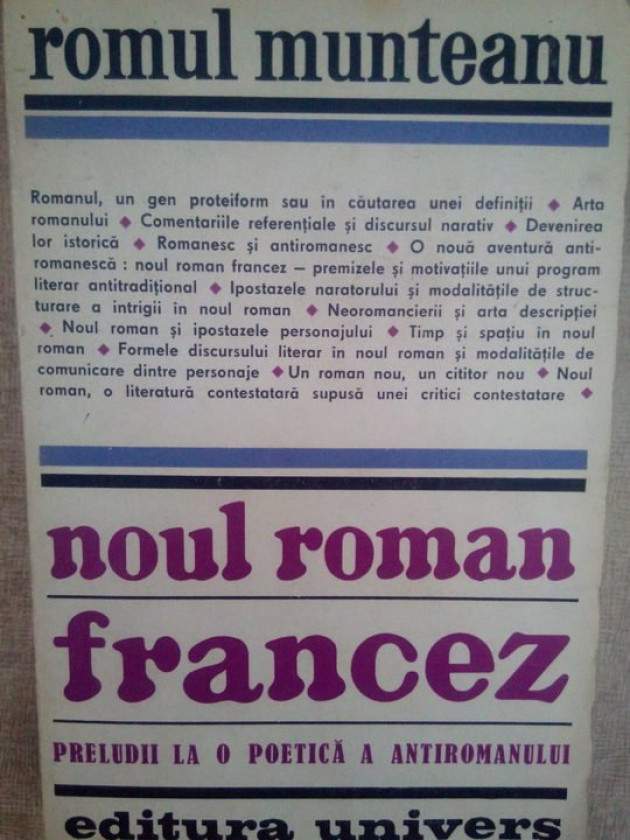 romul munteanu
Romanul, un gen proteiform sau în căutarea unei definiții ◆ Arta
romanului ◆ Comentariile referențiale și discursul narativ ◆ Devenirea
lor istorică ◆ Romanesc și antiromanesc ◆ O nouă aventură anti-
romanescă : noul roman francez — premizele și motivațiile unui program
literar antitradițional ◆ Ipostazele naratorului și modalitățile de struc-
turare a intrigii în noul roman ◆ Neoromancierii și arta descripției
◆ Noul roman și ipostazele personajului ◆ Timp și spațiu în noul
roman ◆ Formele discursului literar în noul roman și modalitățile de
comunicare dintre personaje ◆ Un roman nou, un cititor nou ◆ Noul
roman, o literatură contestatară supusă unei critici contestatare ◆
noul roman
francez
PRELUDII LA O POETICĂ A ANTIROMANULUI
editura univers